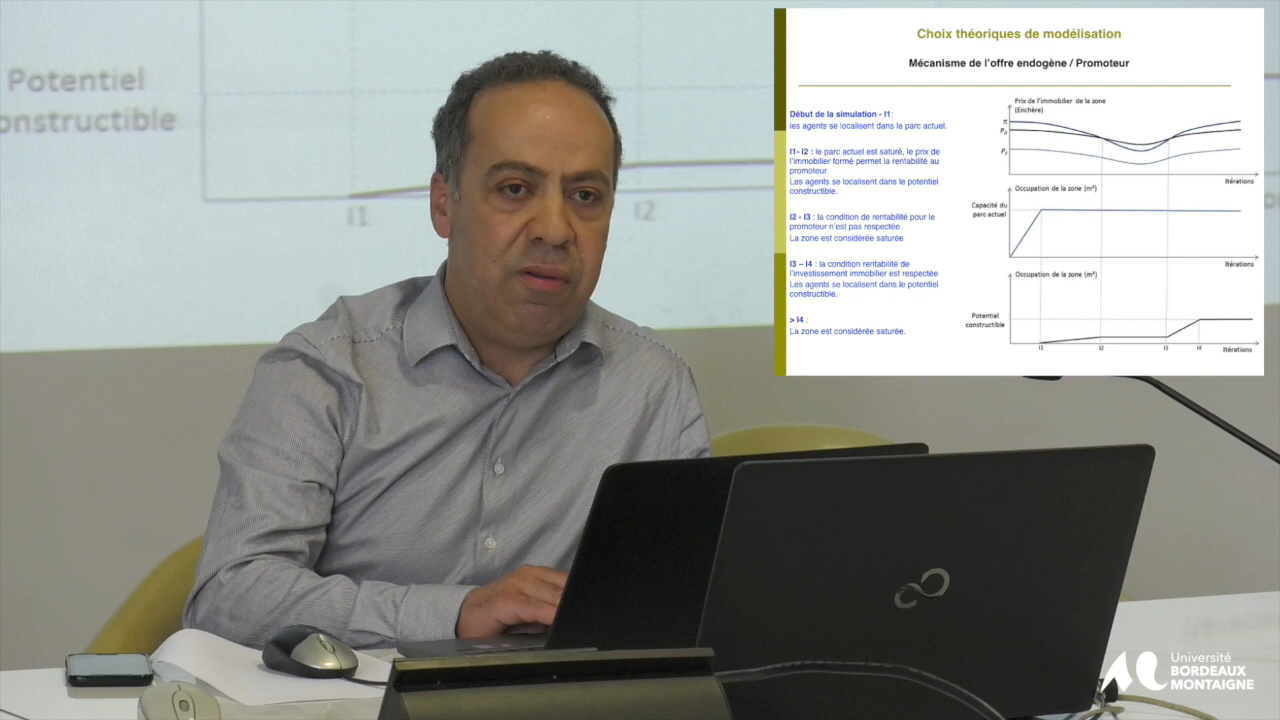 Potentiel
onstructible
I1
I2
Choix théoriques de modélisation
Mécanisme de l'offre endogène / Promoteur
Début de la simulation - I1:
les agents se localisent dans le parc actuel.
I1- I2 : le parc actuel est saturé, le prix de
l'immobilier formé permet la rentabilité au
promoteur
Les agents se localisent dans le potentiel
constructible.
I2 - I3 : la condition de rentabilité pour le
promoteur n'est pas respectée
La zone est considérée saturée
I3 – I4 : la condition rentabilité de
l'investissement immobilier est respectée
Les agents se localisent dans le potentiel
constructible.
> I4 :
La zone est considérée saturée.
Prix de l'immobilier de la zone
(Enchère)
π
Itérations
Occupation de la zone (m²)
Capacité du
parc actuel
Itérations
Occupation de la zone (m²)
Potentiel
constructible
I1 I2 I3 I4 Itérations
Université
BORDEAUX
MONTAIGNE